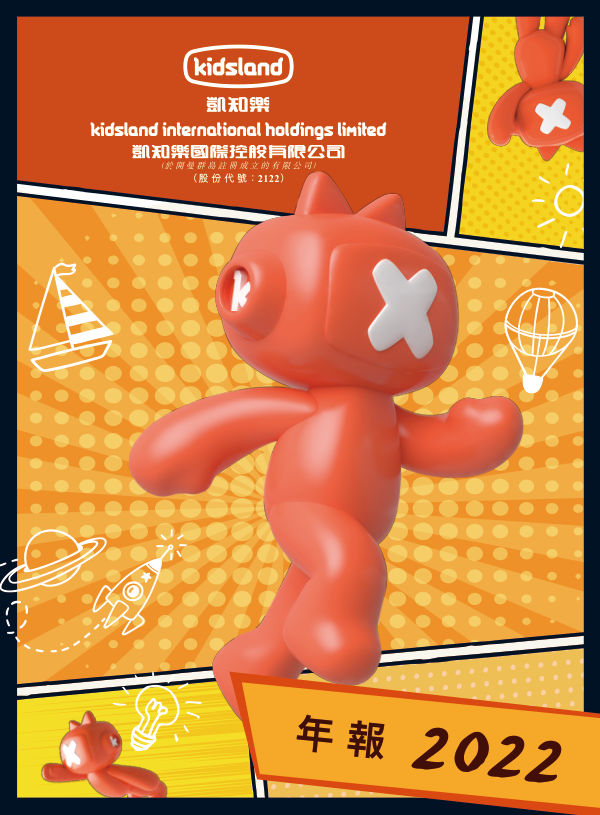 kidsland
凱知樂
kidsland international holdings limited
凱知樂國際控股有限公司
(於開曼群島註冊成立的有限公司)
(股份代號：2122)
k
年報 2022